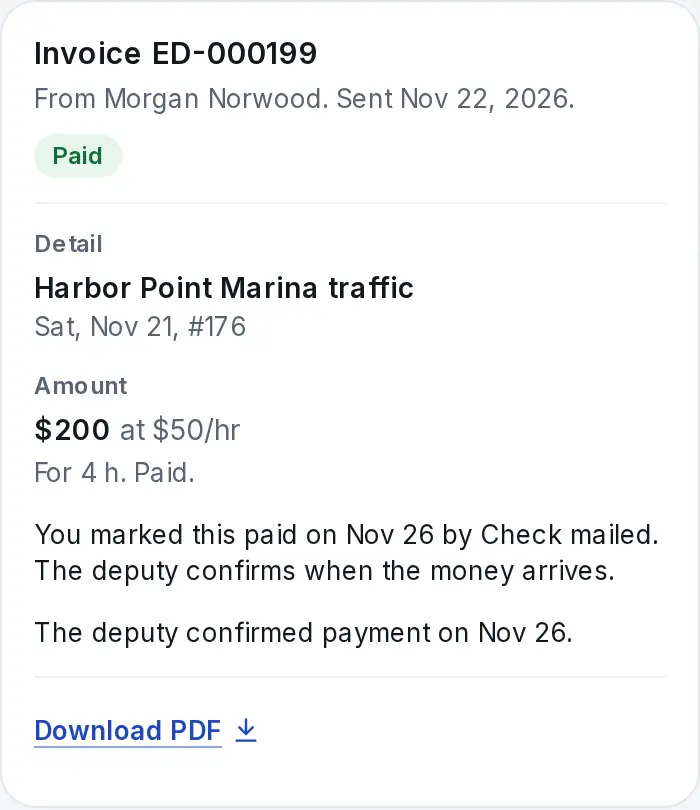 Invoice ED-000199
From Morgan Norwood. Sent Nov 22, 2026.
Paid
Detail
Harbor Point Marina traffic
Sat, Nov 21, #176
Amount
$200 at $50/hr
For 4 h. Paid.
You marked this paid on Nov 26 by Check mailed.
The deputy confirms when the money arrives.
The deputy confirmed payment on Nov 26.
Download PDF